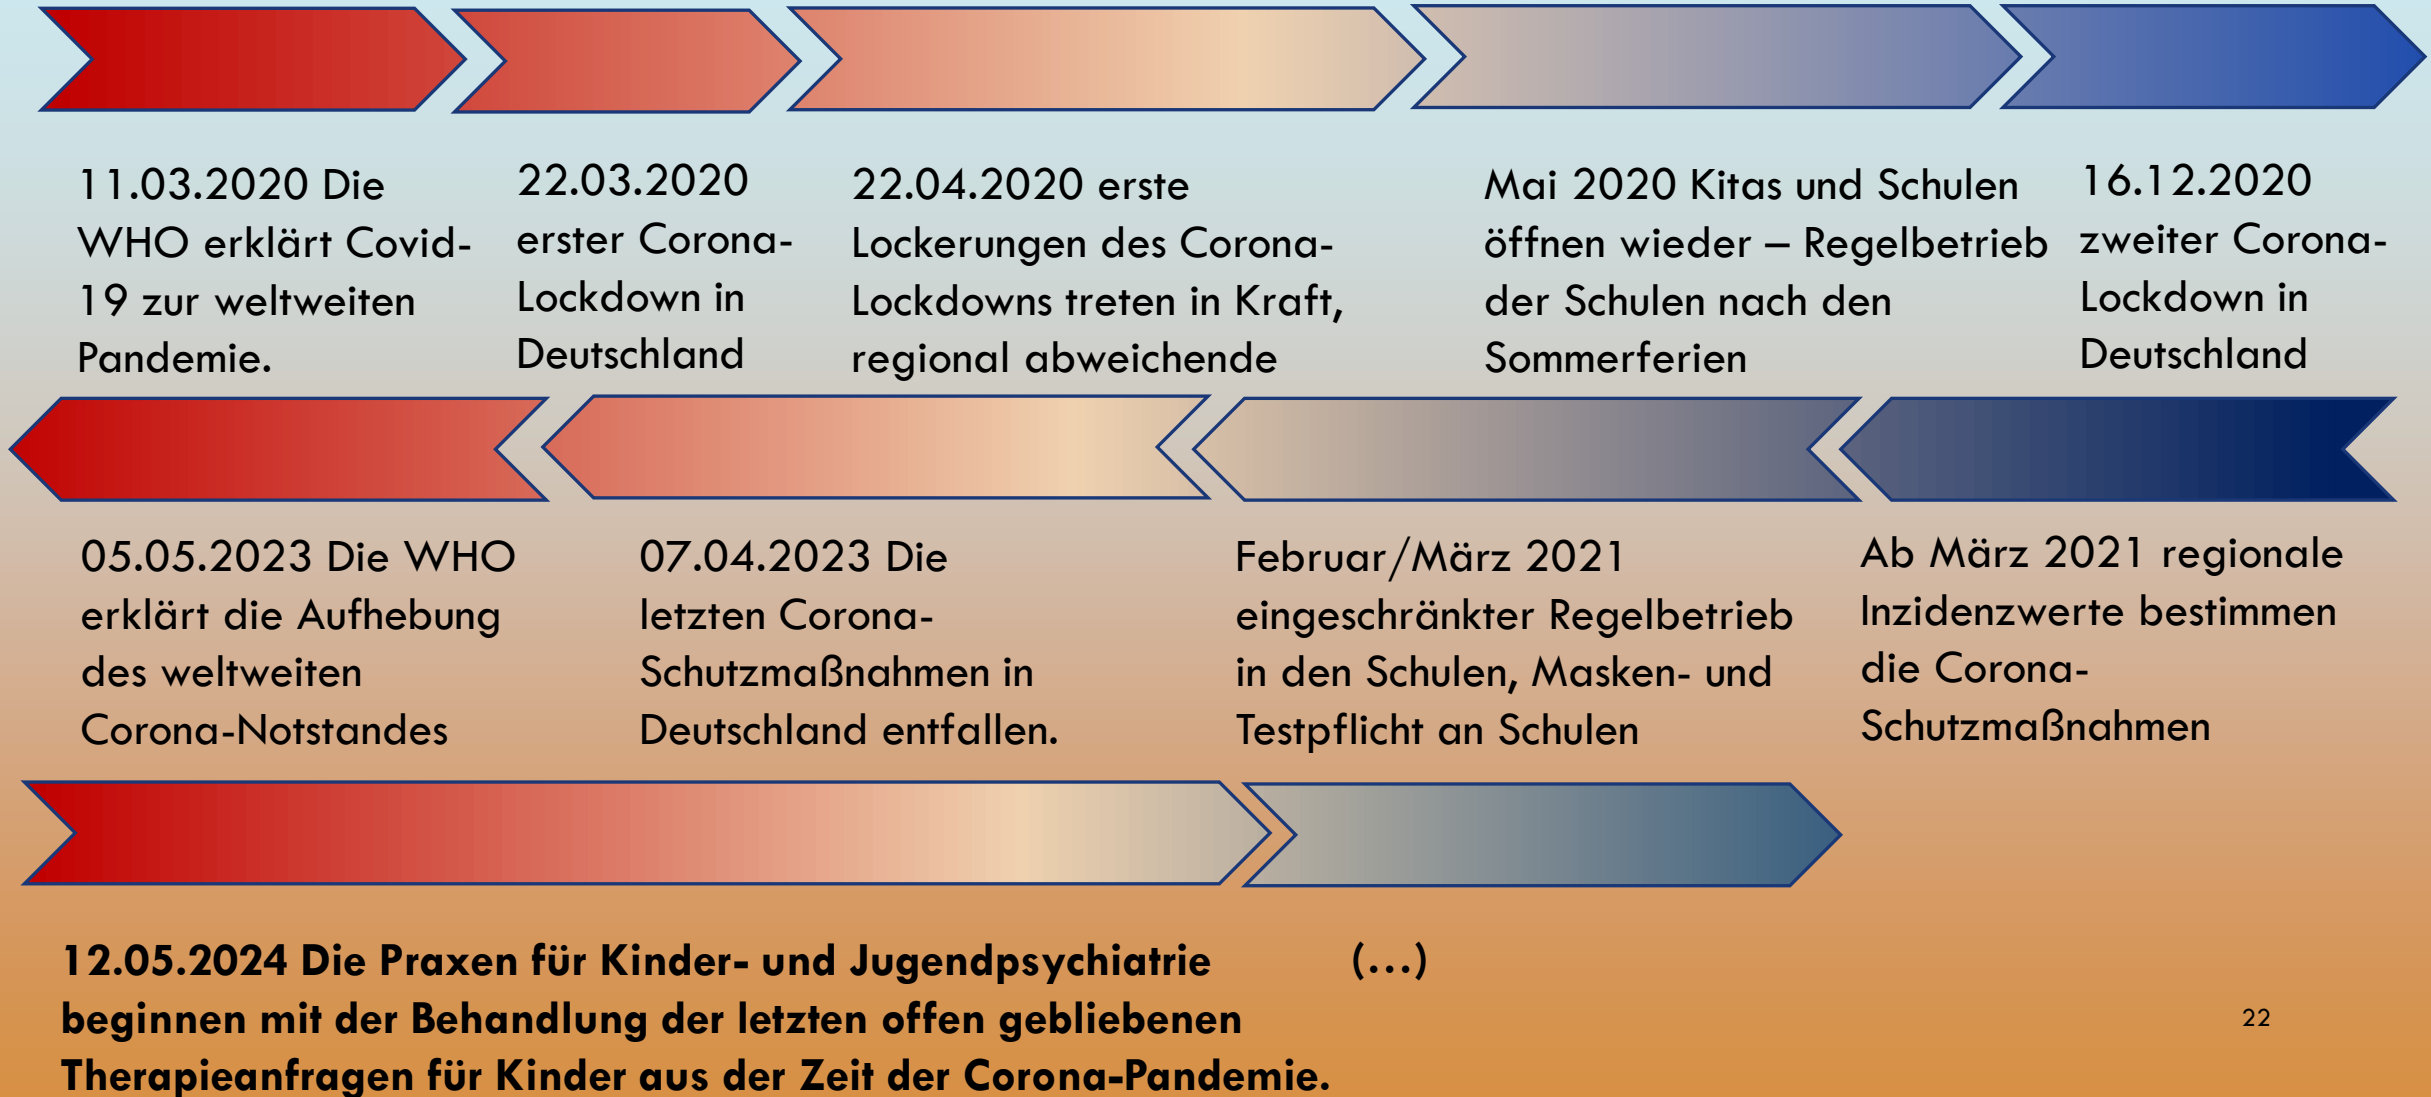 11.03.2020 Die
WHO erklärt Covid-
19 zur weltweiten
Pandemie.
22.03.2020
erster Corona-
Lockdown in
Deutschland
22.04.2020 erste
Lockerungen des Corona-
Lockdowns treten in Kraft,
regional abweichende
Mai 2020 Kitas und Schulen
öffnen wieder – Regelbetrieb
der Schulen nach den
Sommerferien
16.12.2020
zweiter Corona-
Lockdown in
Deutschland
05.05.2023 Die WHO
erklärt die Aufhebung
des weltweiten
Corona-Notstandes
07.04.2023 Die
letzten Corona-
Schutzmaßnahmen in
Deutschland entfallen.
Februar/März 2021
eingeschränkter Regelbetrieb
in den Schulen, Masken- und
Testpflicht an Schulen
Ab März 2021 regionale
Inzidenzwerte bestimmen
die Corona-
Schutzmaßnahmen
12.05.2024 Die Praxen für Kinder- und Jugendpsychiatrie
beginnen mit der Behandlung der letzten offen gebliebenen
Therapieanfragen für Kinder aus der Zeit der Corona-Pandemie.
(…)
22